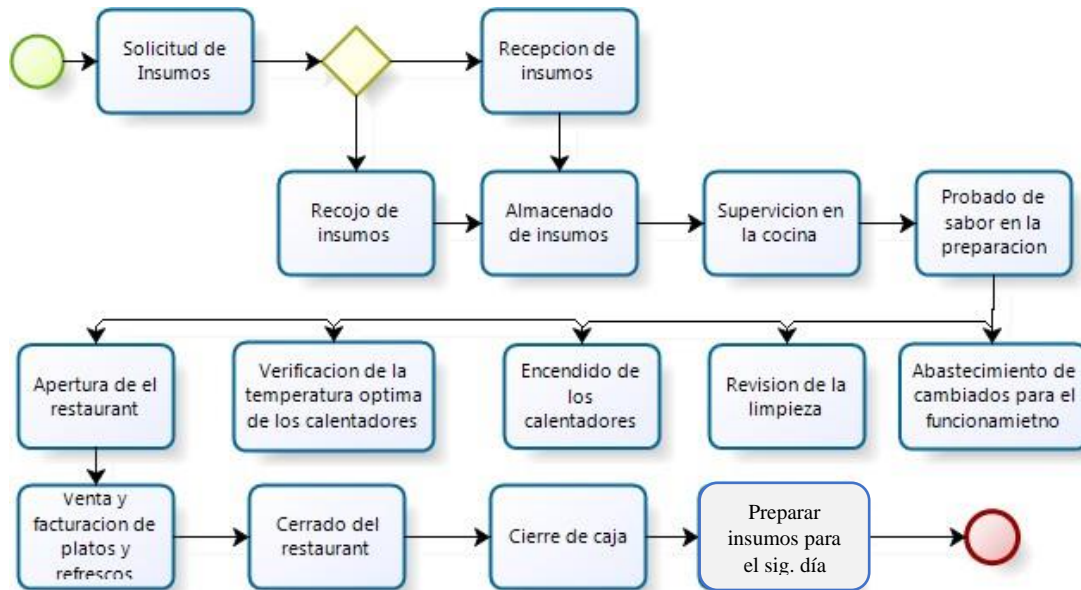 Solicitud de
Insumos
Recepcion de
insumos
Recojo de
insumos
Almacenado
de insumos
Supervicion en
la cocina
Probado de
sabor en la
preparacion
Apertura de el
restaurant
Verificacion de la
temperatura optima
de los calentadores
Encendido de
los
calentadores
Revision de la
limpieza
Abastecimiento de
cambiados para el
funcionamietno
Venta y
facturacion de
platos y
refrescos
Cerrado del
restaurant
Cierre de caja
Preparar
insumos para
el sig. día